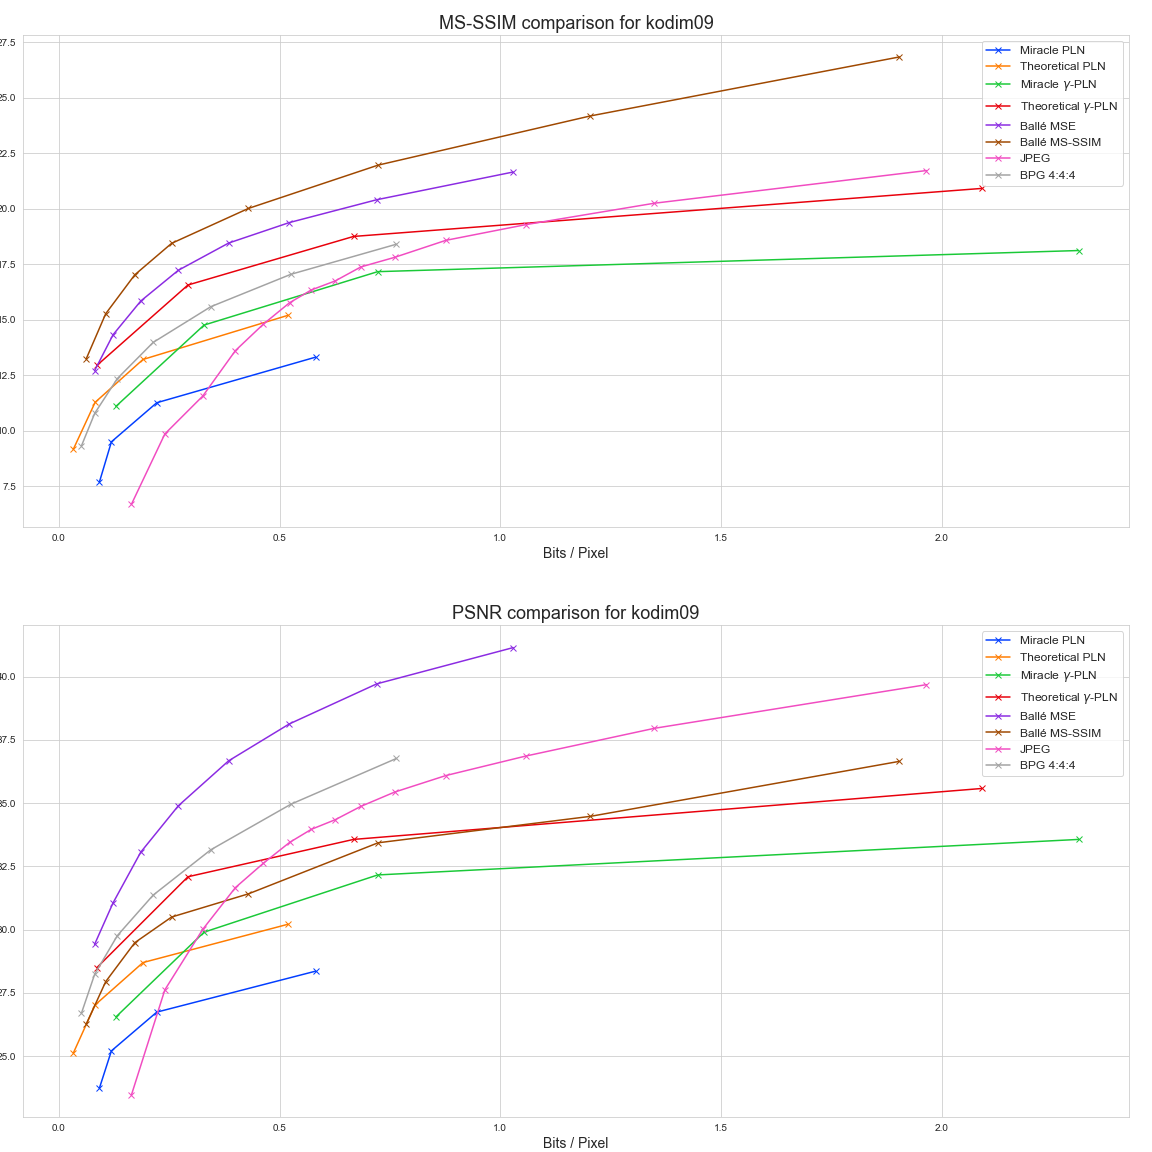 MS-SSIM comparison for kodim09
27.5
25.0
22.5
20.0
17.5
15.0
12.5
10.0
7.5
Miracle PLN
Theoretical PLN
Miracle γ-PLN
Theoretical γ-PLN
Ballé MSE
Ballé MS-SSIM
JPEG
BPG 4:4:4
0.0 0.5 1.0 1.5 2.0
Bits / Pixel
PSNR comparison for kodim09
40.0
37.5
35.0
32.5
30.0
27.5
25.0
Miracle PLN
Theoretical PLN
Miracle γ-PLN
Theoretical γ-PLN
Ballé MSE
Ballé MS-SSIM
JPEG
BPG 4:4:4
0.0 0.5 1.0 1.5 2.0
Bits / Pixel